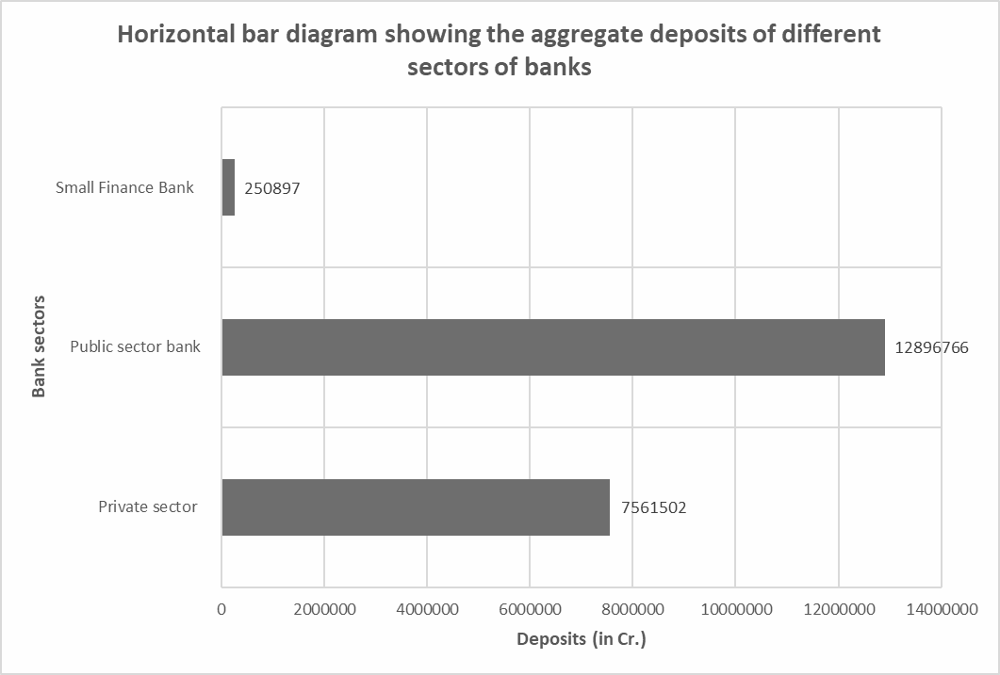 Horizontal bar diagram showing the aggregate deposits of different
sectors of banks
Small Finance Bank
250897
Bank sectors
Public sector bank
12896766
Private sector
7561502
0 2000000 4000000 6000000 8000000 10000000 12000000 14000000
Deposits (in Cr.)